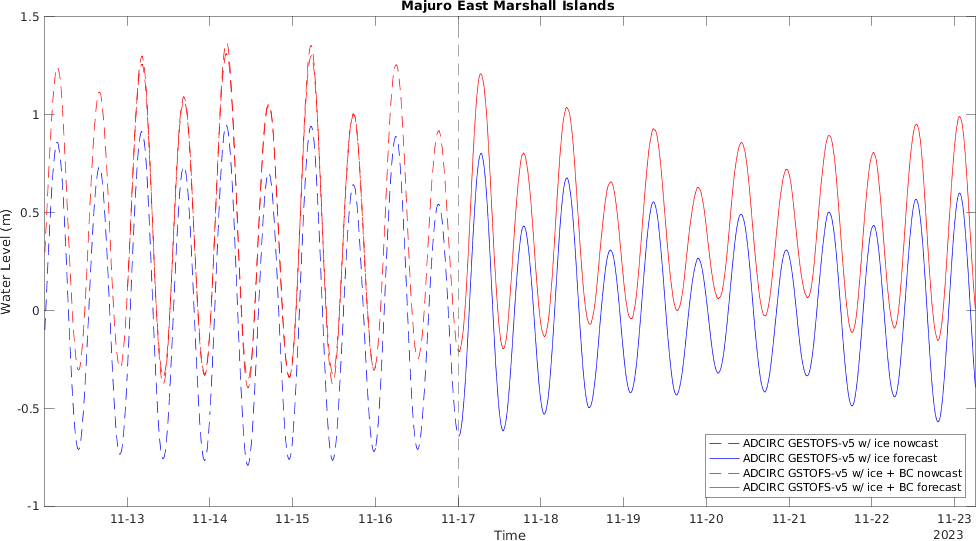 Majuro East Marshall Islands
1.5
1
0.5
0
-0.5
-1
Water Level (m)
ADCIRC GESTOFS-v5 w/ ice nowcast
ADCIRC GESTOFS-v5 w/ ice forecast
ADCIRC GSTOFS-v5 w/ ice + BC nowcast
ADCIRC GSTOFS-v5 w/ ice + BC forecast
11-13 11-14 11-15 11-16 11-17 11-18 11-19 11-20 11-21 11-22 11-23
Time 2023